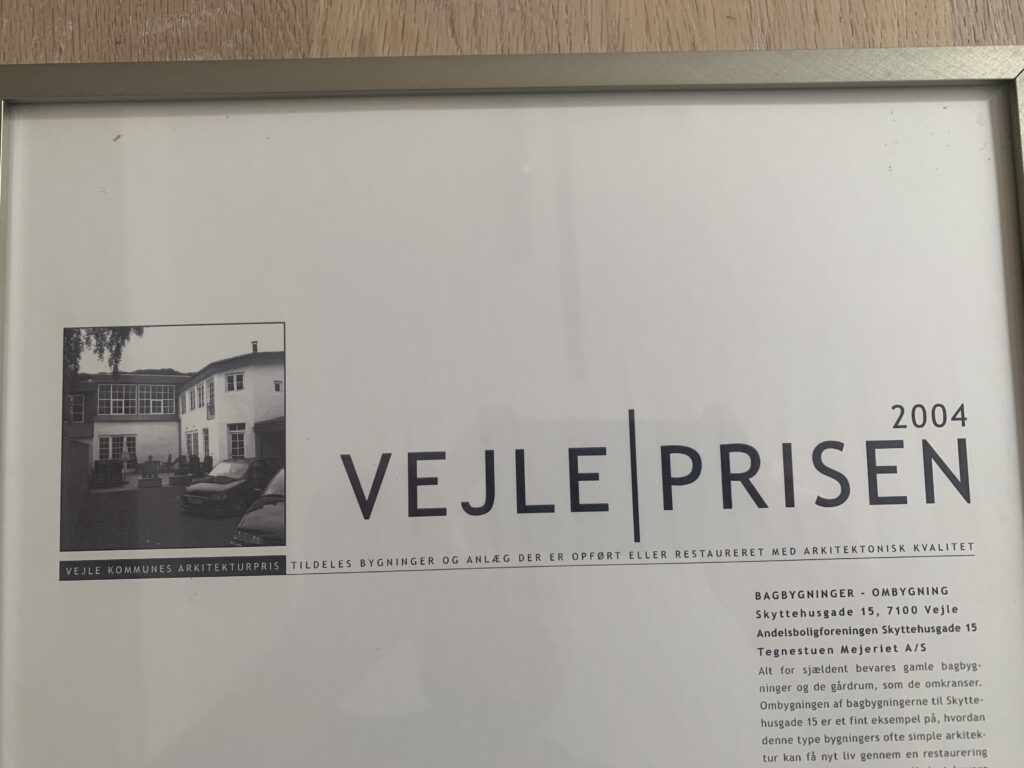 2004
VEJLE|PRISEN
VEJLE KOMMUNES ARKITEKTURPRIS TILDELES BYGNINGER OG ANLÆG DER ER OPFØRT ELLER RESTAURERET MED ARKITEKTONISK KVALITET
BAGBYGNINGER - OMBYGNING
Skyttehusgade 15, 7100 Vejle
Andelsboligforeningen Skyttehusgade 15
Tegnestuen Mejeriet A/S
Alt for sjældent bevares gamle bagbyg-
ninger og de gårdrum, som de omkranser.
Ombygningen af bagbygningerne til Skytte-
husgade 15 er et fint eksempel på, hvordan
denne type bygningers ofte simple arkitek-
tur kan få nyt liv gennem en restaurering